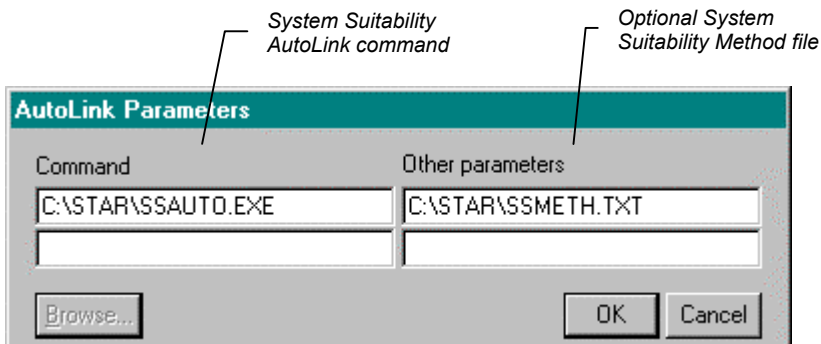 System Suitability
AutoLink command
Optional System
Suitability Method file
AutoLink Parameters
Command
Other parameters
C:\STAR\SSAUTO.EXE
C:\STAR\SSMETH.TXT
Browse...
OK
Cancel